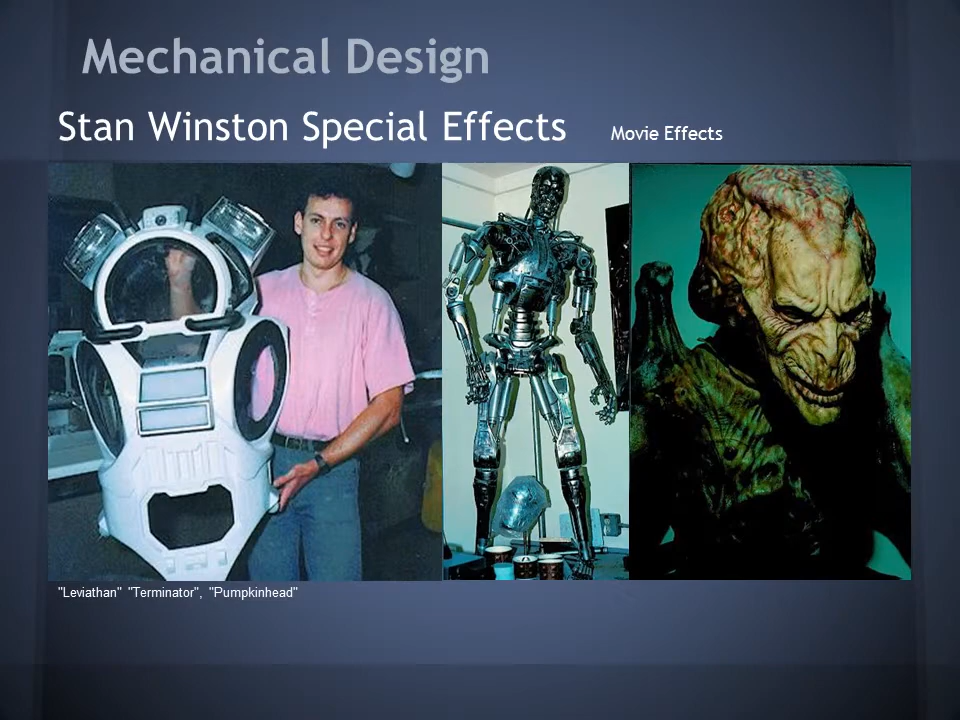 Mechanical Design
Stan Winston Special Effects Movie Effects
"Leviathan" "Terminator", "Pumpkinhead"